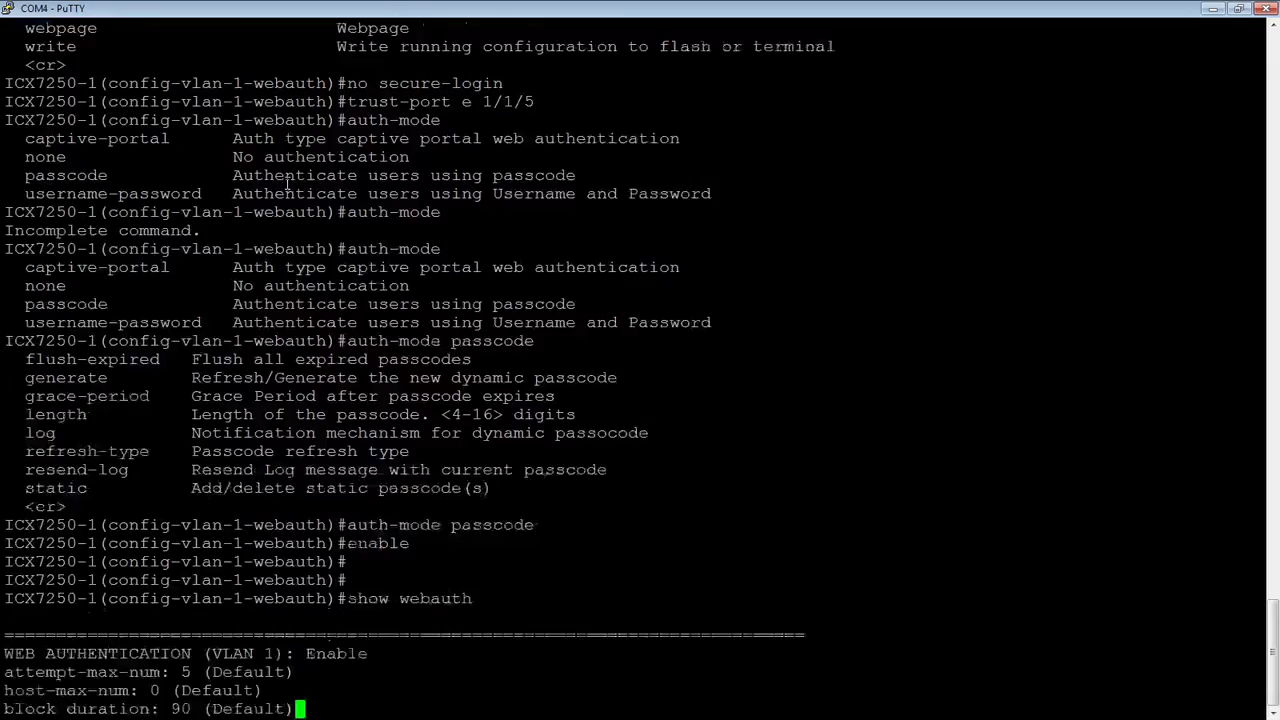 COM4 - PuTTY
webpage Webpage
write Write running configuration to flash or terminal
<cr>
ICX7250-1(config-vlan-1-webauth)#no secure-login
ICX7250-1(config-vlan-1-webauth)#trust-port e 1/1/5
ICX7250-1(config-vlan-1-webauth)#auth-mode
captive-portal Auth type captive portal web authentication
none No authentication
passcode Authenticate users using passcode
username-password Authenticate users using Username and Password
ICX7250-1(config-vlan-1-webauth)#auth-mode
Incomplete command.
ICX7250-1(config-vlan-1-webauth)#auth-mode
captive-portal Auth type captive portal web authentication
none No authentication
passcode Authenticate users using passcode
username-password Authenticate users using Username and Password
ICX7250-1(config-vlan-1-webauth)#auth-mode passcode
flush-expired Flush all expired passcodes
generate Refresh/Generate the new dynamic passcode
grace-period Grace Period after passcode expires
length Length of the passcode. <4-16> digits
log Notification mechanism for dynamic passocode
refresh-type Passcode refresh type
resend-log Resend Log message with current passcode
static Add/delete static passcode(s)
<cr>
ICX7250-1(config-vlan-1-webauth)#auth-mode passcode
ICX7250-1(config-vlan-1-webauth)#enable
ICX7250-1(config-vlan-1-webauth)#
ICX7250-1(config-vlan-1-webauth)#
ICX7250-1(config-vlan-1-webauth)#show webauth
=============================================================================
WEB AUTHENTICATION (VLAN 1): Enable
attempt-max-num: 5 (Default)
host-max-num: 0 (Default)
block duration: 90 (Default)